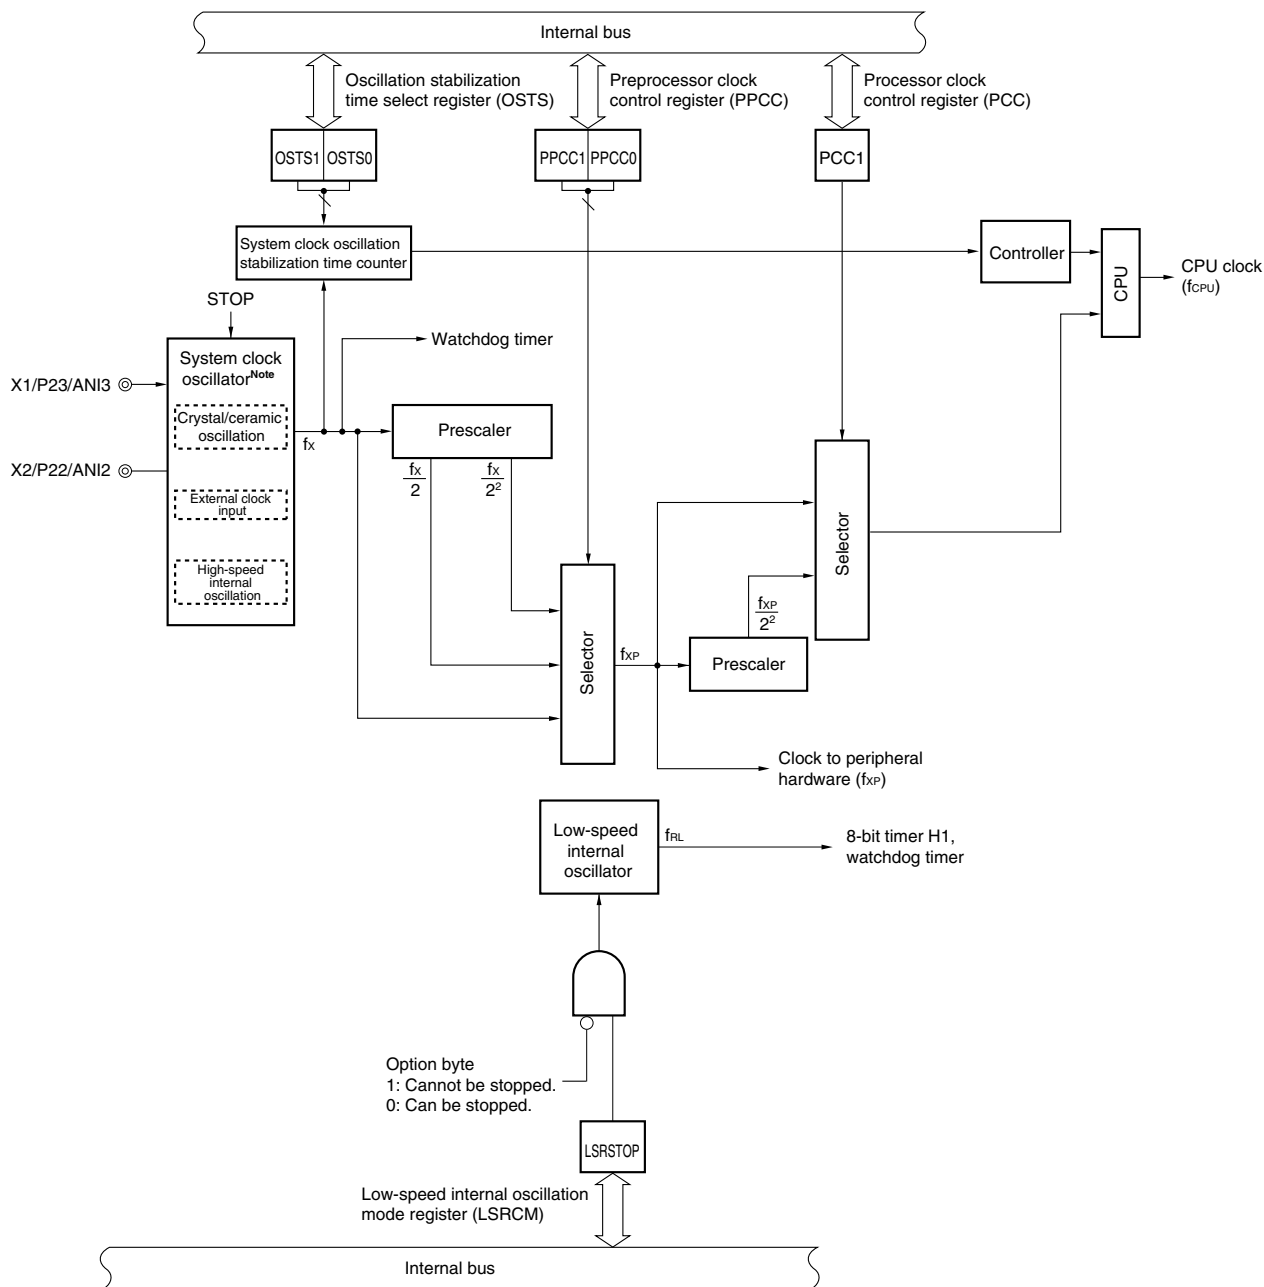 Internal bus
Oscillation stabilization
time select register (OSTS)
Preprocessor clock
control register (PPCC)
Processor clock
control register (PCC)
OSTS1 OSTS0
PPCC1 PPCC0
PCC1
System clock oscillation
stabilization time counter
Controller
CPU
CPU clock
(fCPU)
STOP
Watchdog timer
System clock
oscillatorNote
X1/P23/ANI3
Crystal/ceramic
oscillation
fX
Prescaler
X2/P22/ANI2
fX
2
fX
2²
External clock
input
High-speed
internal
oscillation
Selector
fXP
Selector
fXP
2²
Prescaler
Clock to peripheral
hardware (fXP)
Low-speed
internal
oscillator
fRL
8-bit timer H1,
watchdog timer
Option byte
1: Cannot be stopped.
0: Can be stopped.
LSRSTOP
Low-speed internal oscillation
mode register (LSRCM)
Internal bus